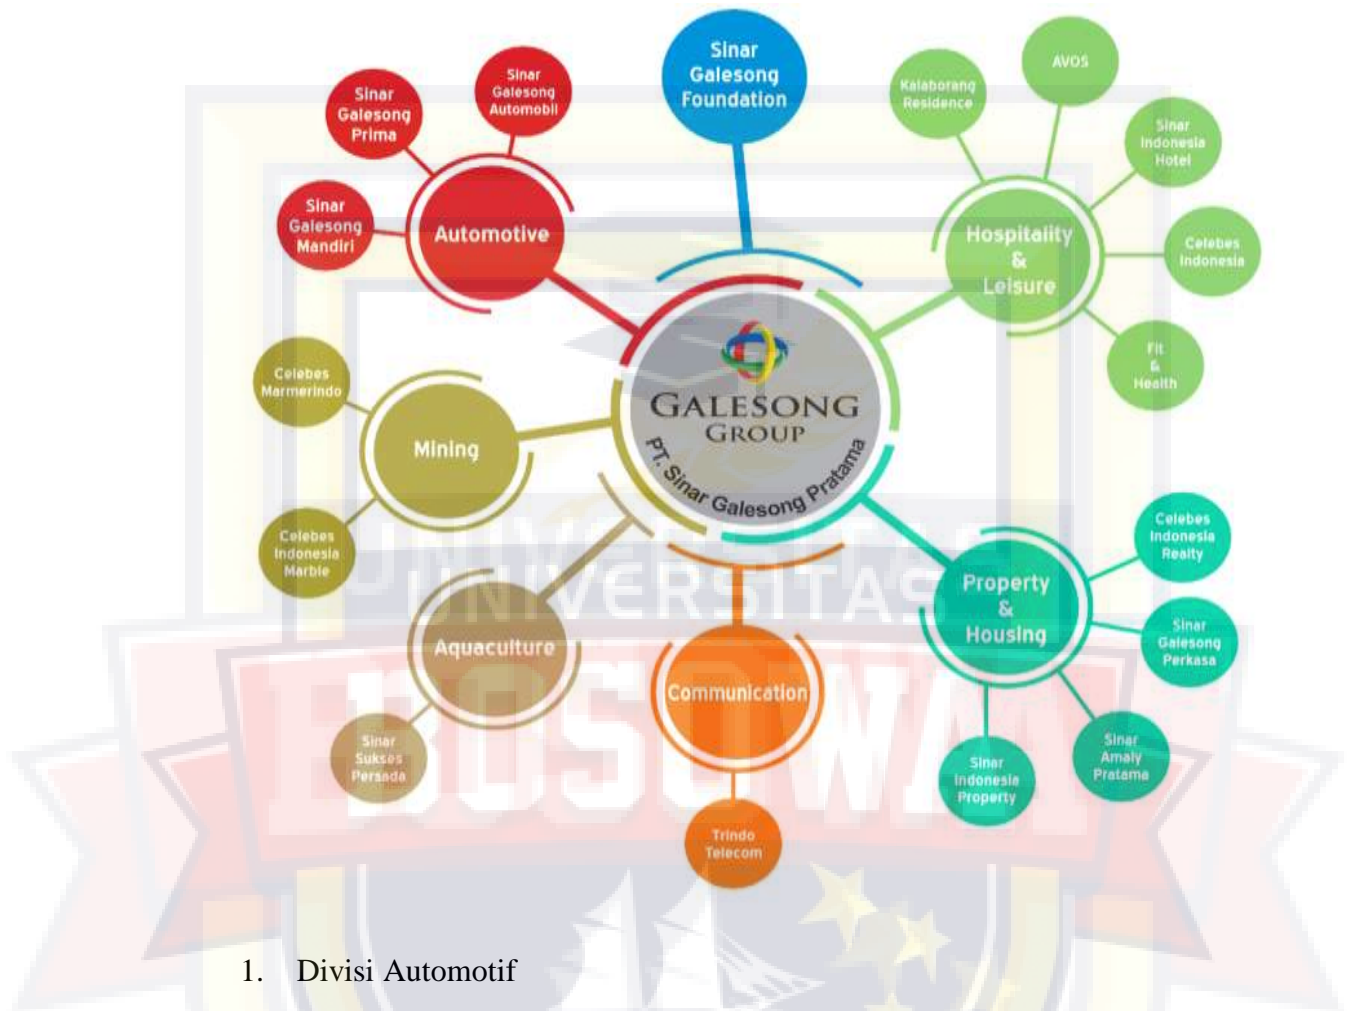 Sinar
Galesong
Foundation
Sinar
Galesong
Automobil
Sinar
Galesong
Prima
Sinar
Galesong
Mandiri
Automotive
Kalaborang
Residence
AVOS
Sinar
Indonesia
Hotel
Celebes
Indonesia
Fit
&
Health
Hospitality
&
Leisure
GALESONG
GROUP
PT. Sinar Galesong Pratama
Celebes
Marmerindo
Mining
Celebes
Indonesia
Marble
Aquaculture
Sinar
Sukses
Persada
Communication
Trindo
Telecom
Property
&
Housing
Celebes
Indonesia
Realty
Sinar
Galesong
Perkasa
Sinar
Amaly
Pratama
Sinar
Indonesia
Property
UNIVERSITAS
UNIVERSITAS
BOSOWA
1. Divisi Automotif